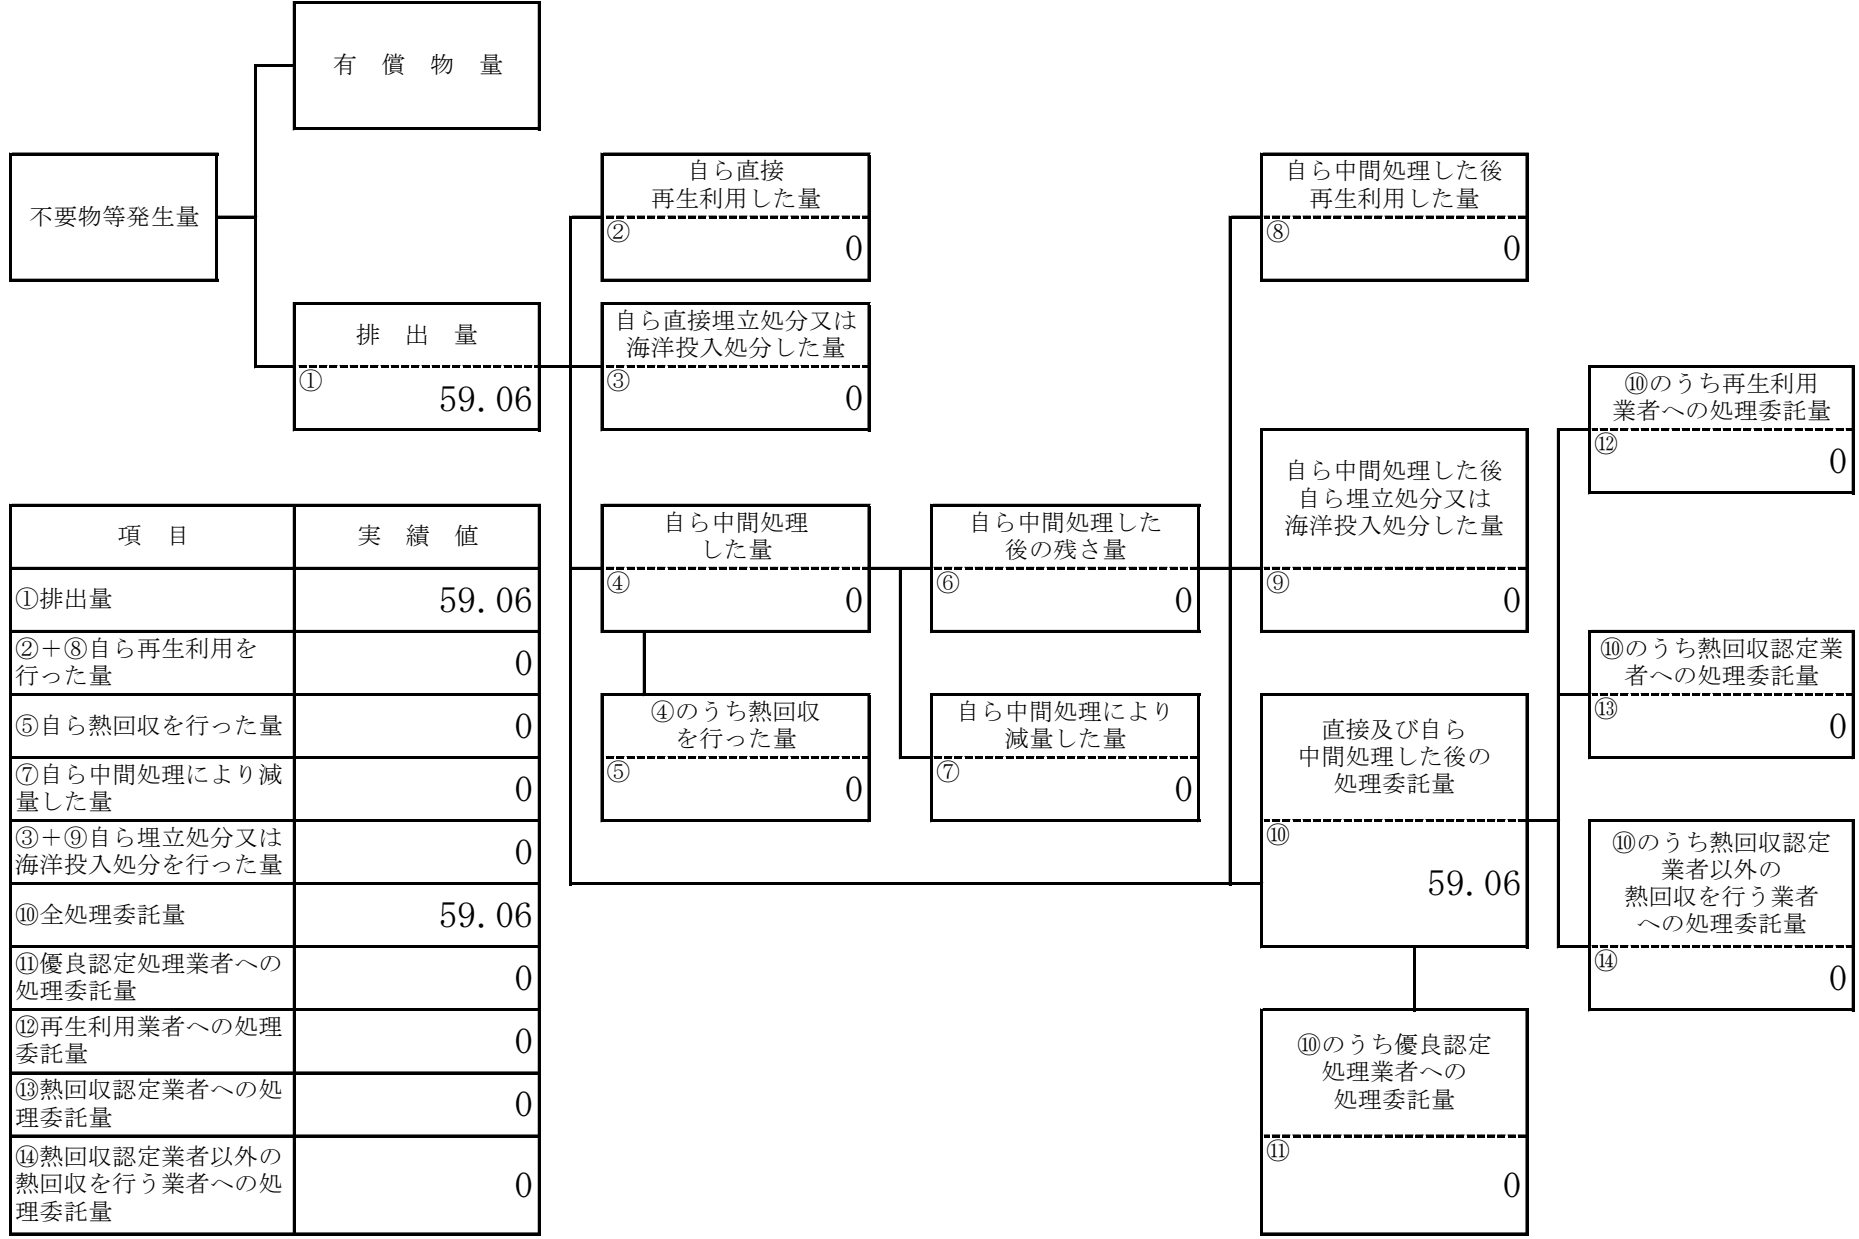 有 償 物 量
不要物等発生量
排 出 量
①
59.06
自ら直接
再生利用した量
②
0
自ら直接埋立処分又は
海洋投入処分した量
③
0
自ら中間処理
した量
④
0
④のうち熱回収
を行った量
⑤
0
自ら中間処理した
後の残さ量
⑥
0
自ら中間処理により
減量した量
⑦
0
自ら中間処理した後
再生利用した量
⑧
0
自ら中間処理した後
自ら埋立処分又は
海洋投入処分した量
⑨
0
直接及び自ら
中間処理した後の
処理委託量
⑩
59.06
⑩のうち優良認定
処理業者への
処理委託量
⑪
0
⑩のうち再生利用
業者への処理委託量
⑫
0
⑩のうち熱回収認定業
者への処理委託量
⑬
0
⑩のうち熱回収認定
業者以外の
熱回収を行う業者
への処理委託量
⑭
0
項 目
実 績 値
①排出量
59.06
②＋⑧自ら再生利用を
行った量
0
⑤自ら熱回収を行った量
0
⑦自ら中間処理により減
量した量
0
③＋⑨自ら埋立処分又は
海洋投入処分を行った量
0
⑩全処理委託量
59.06
⑪優良認定処理業者への
処理委託量
0
⑫再生利用業者への処理
委託量
0
⑬熱回収認定業者への処
理委託量
0
⑭熱回収認定業者以外の
熱回収を行う業者への処
理委託量
0